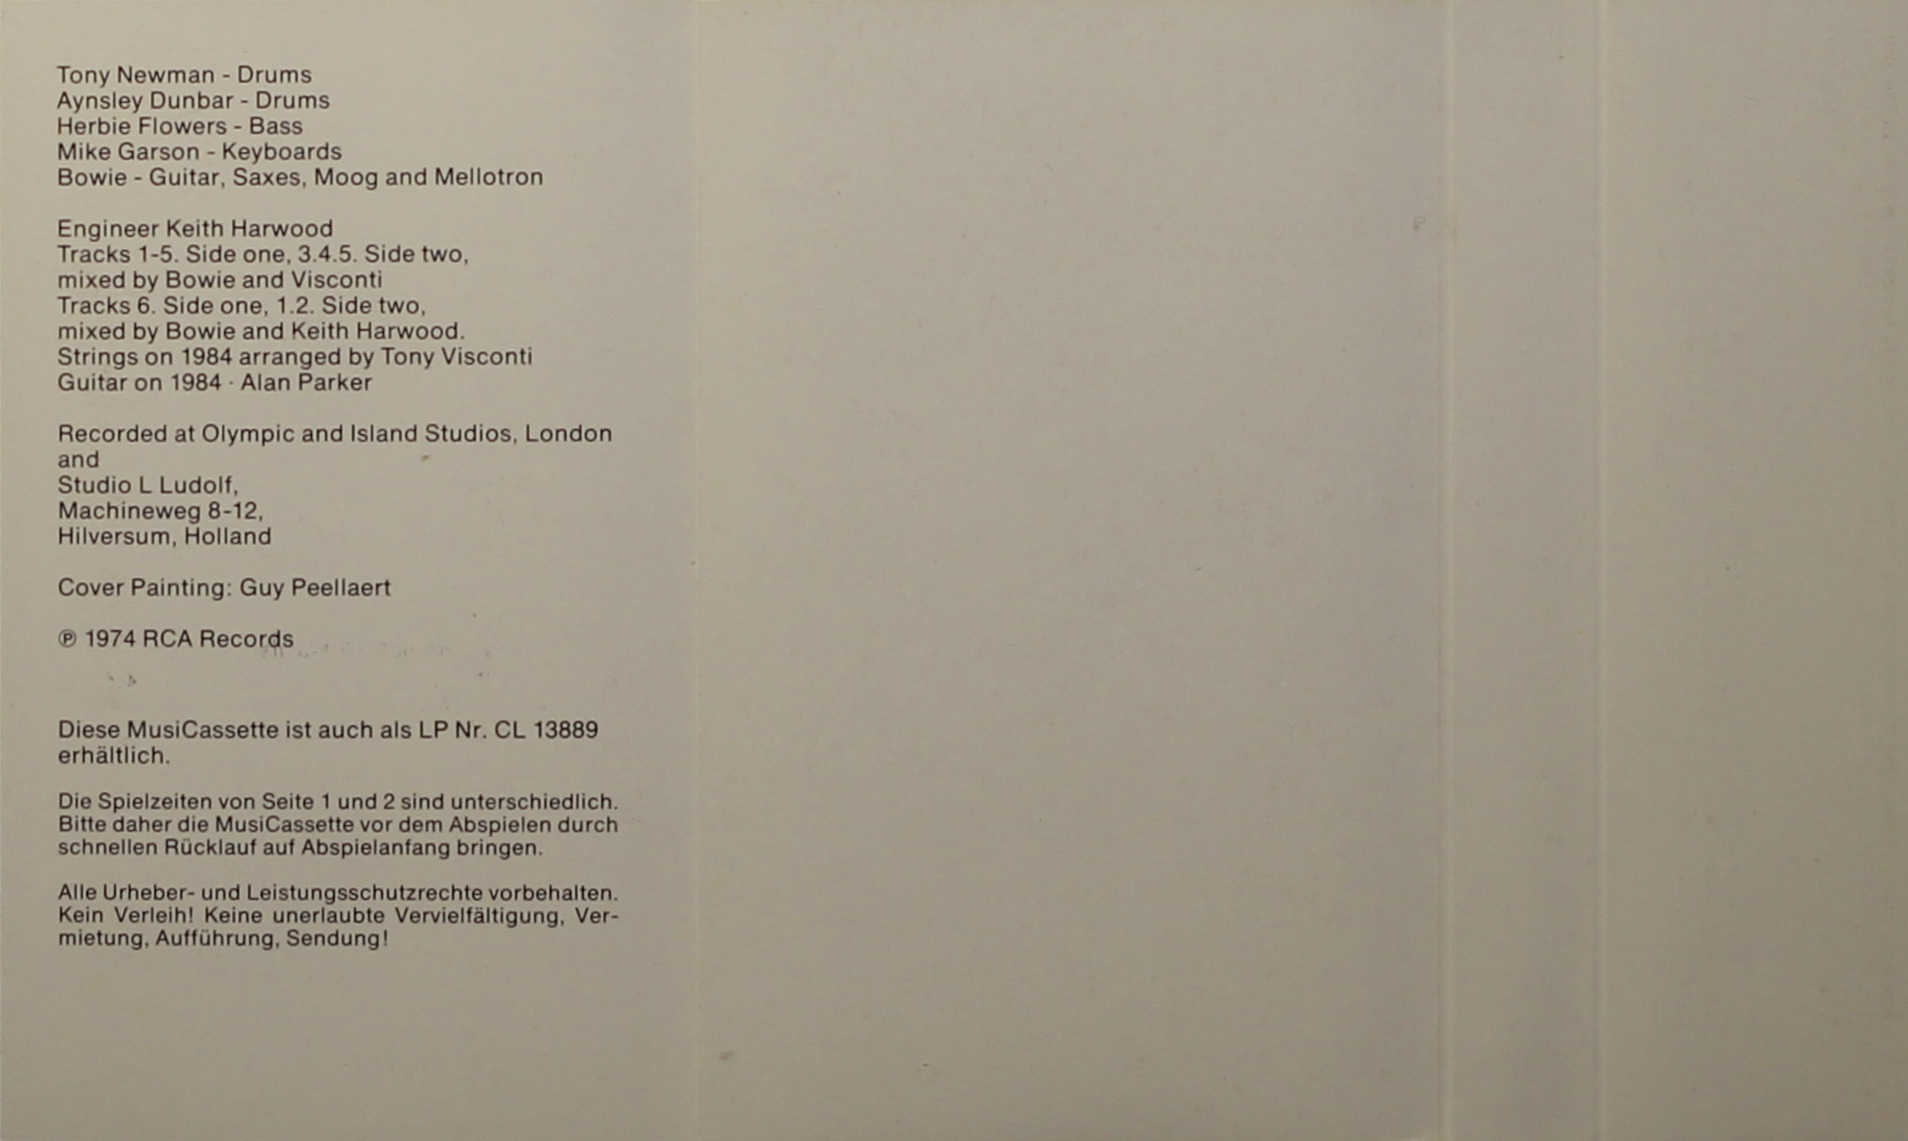 Tony Newman - Drums
Aynsley Dunbar - Drums
Herbie Flowers - Bass
Mike Garson - Keyboards
Bowie - Guitar, Saxes, Moog and Mellotron
Engineer Keith Harwood
Tracks 1-5. Side one, 3.4.5. Side two,
mixed by Bowie and Visconti
Tracks 6. Side one, 1.2. Side two,
mixed by Bowie and Keith Harwood.
Strings on 1984 arranged by Tony Visconti
Guitar on 1984 · Alan Parker
Recorded at Olympic and Island Studios, London
and
Studio L Ludolf,
Machineweg 8-12,
Hilversum, Holland
Cover Painting: Guy Peellaert
℗ 1974 RCA Records
Diese MusiCassette ist auch als LP Nr. CL 13889
erhältlich.
Die Spielzeiten von Seite 1 und 2 sind unterschiedlich.
Bitte daher die MusiCassette vor dem Abspielen durch
schnellen Rücklauf auf Abspielanfang bringen.
Alle Urheber- und Leistungsschutzrechte vorbehalten.
Kein Verleih! Keine unerlaubte Vervielfältigung, Ver-
mietung, Aufführung, Sendung!